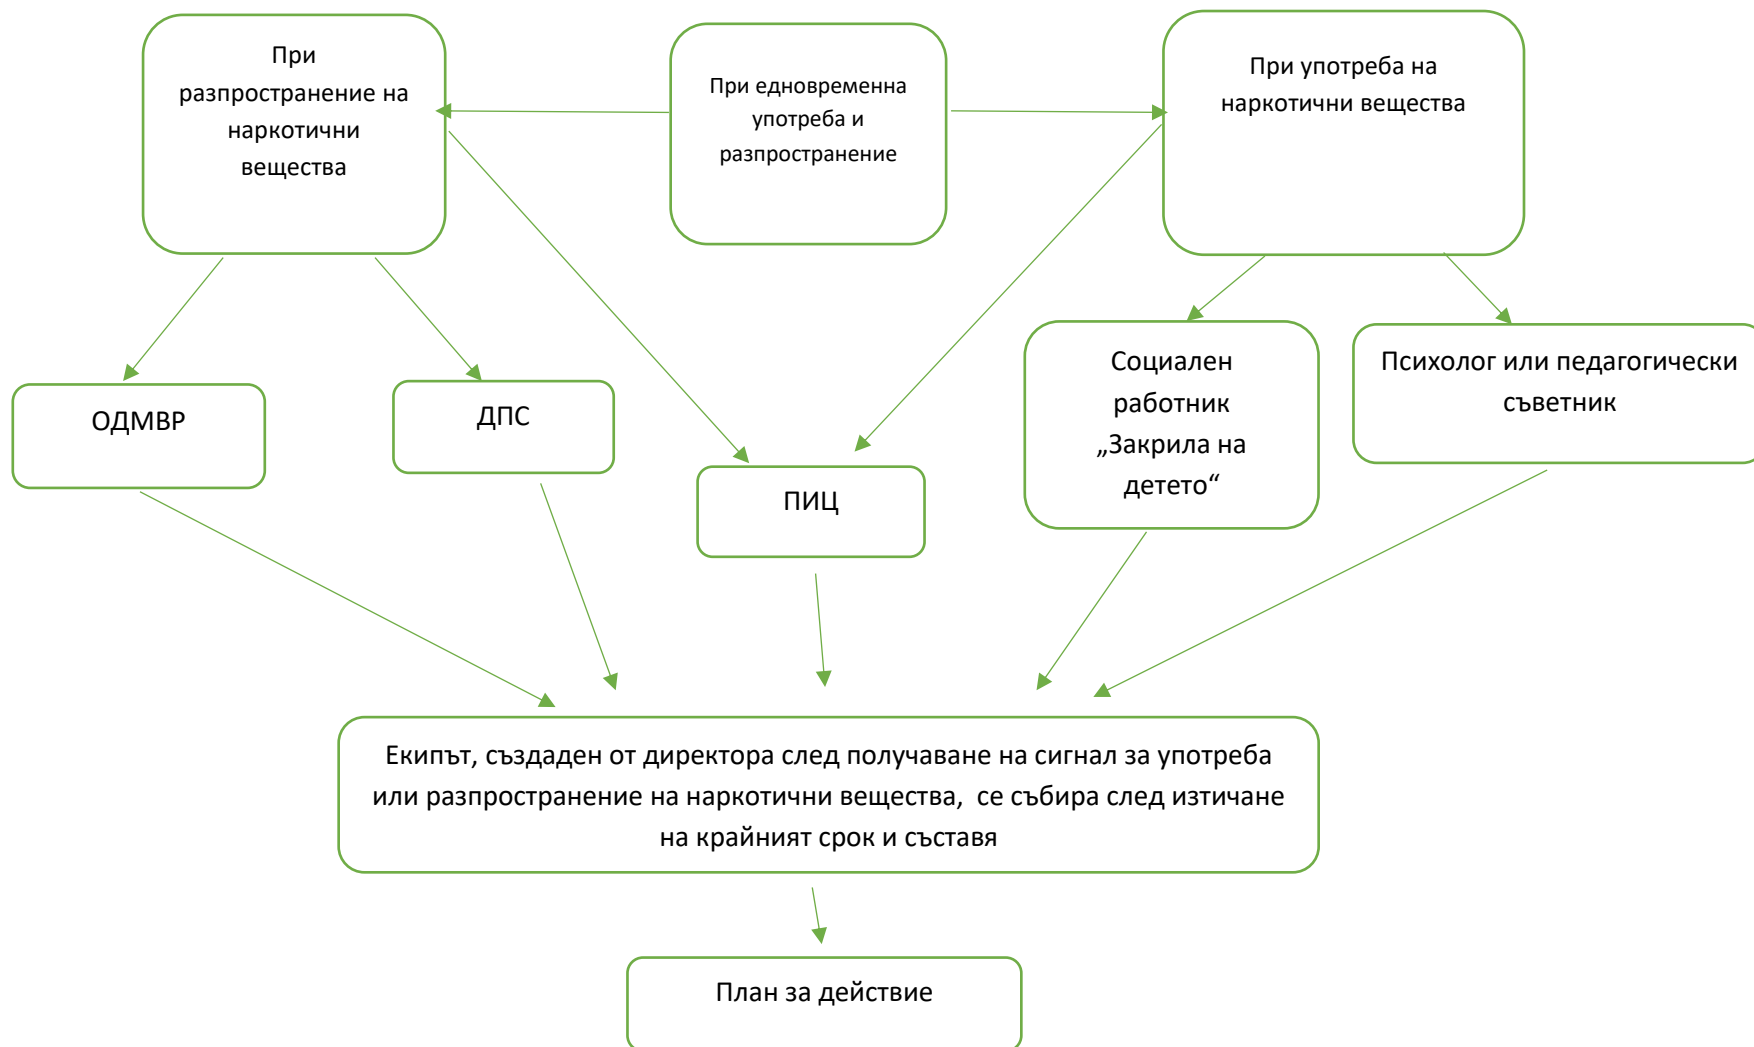 При
разпространение на
наркотични
вещества
При едновременна
употреба и
разпространение
При употреба на
наркотични вещества
ОДМВР
ДПС
ПИЦ
Социален
работник
„Закрила на
детето“
Психолог или педагогически
съветник
Екипът, създаден от директора след получаване на сигнал за употреба
или разпространение на наркотични вещества, се събира след изтичане
на крайният срок и съставя
План за действие